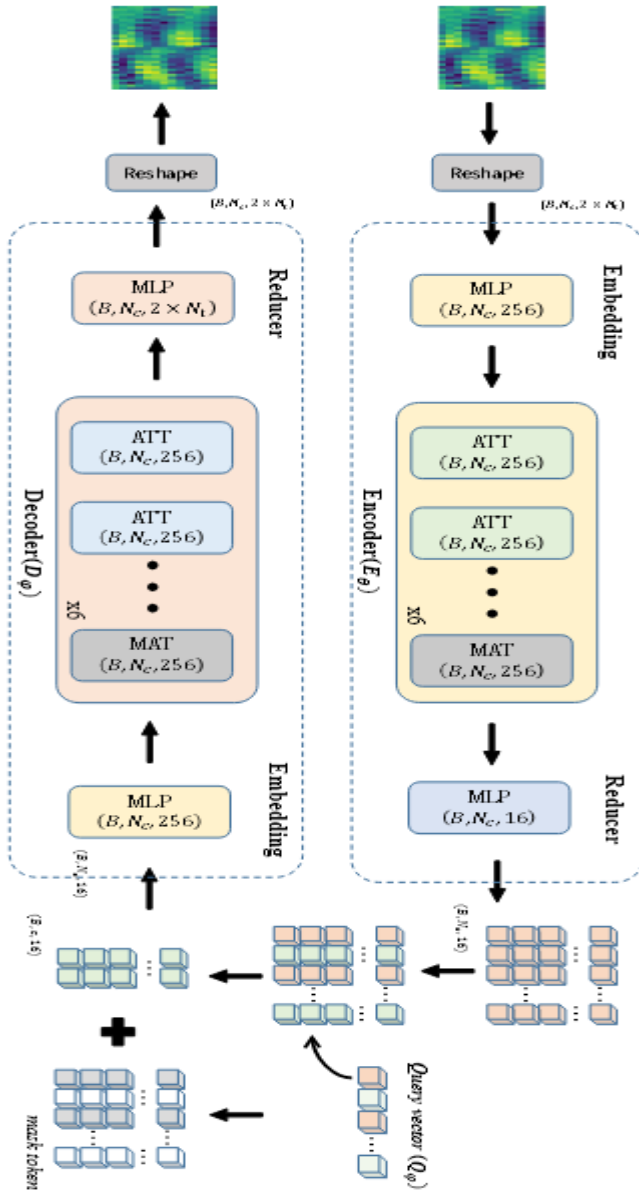 Reshape
(B, N_c, 2 × N_t)
Embedding
MLP
(B, N_c, 256)
Encoder(E_θ)
ATT
(B, N_c, 256)
ATT
(B, N_c, 256)
x6
MAT
(B, N_c, 256)
Reducer
MLP
(B, N_c, 16)
(B, N_c, 16)
Query vector (Q_φ)
mask token
(B, c, 16)
(B, N_c, 16)
Embedding
MLP
(B, N_c, 256)
Decoder(D_φ)
MAT
(B, N_c, 256)
x6
ATT
(B, N_c, 256)
ATT
(B, N_c, 256)
Reducer
MLP
(B, N_c, 2 × N_t)
(B, N_c, 2 × N_t)
Reshape